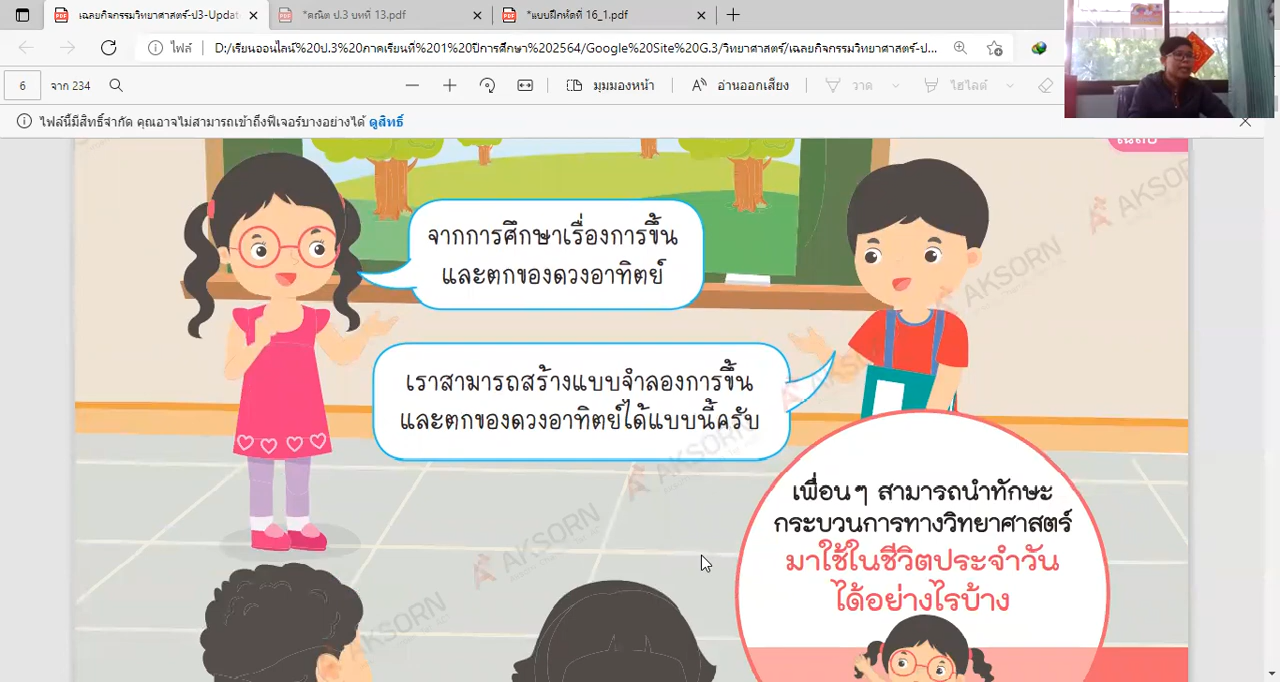 เฉลยกิจกรรมวิทยาศาสตร์-ป3-Updat
*คณิต ป.3 บทที่ 13.pdf
*แบบฝึกหัดที่ 16_1.pdf
ไฟล์
D:/เรียนออนไลน์%20ป.3%20ภาคเรียนที่%201%20ปีการศึกษา%202564/Google%20Site%20G.3/วิทยาศาสตร์/เฉลยกิจกรรมวิทยาศาสตร์-ป...
6
จาก 234
มุมมองหน้า
อ่านออกเสียง
วาด
ไฮไลต์
ไฟล์นี้มีสิทธิ์จำกัด คุณอาจไม่สามารถเข้าถึงฟีเจอร์บางอย่างได้ ดูสิทธิ์
จากการศึกษาเรื่องการขึ้น
และตกของดวงอาทิตย์
เราสามารถสร้างแบบจำลองการขึ้น
และตกของดวงอาทิตย์ได้แบบนี้ครับ
เพื่อนๆ สามารถนำทักษะ
กระบวนการทางวิทยาศาสตร์
มาใช้ในชีวิตประจำวัน
ได้อย่างไรบ้าง
AKSORN
AKSORN
AKSORN
AKSORN
AKSORN
AKSORN